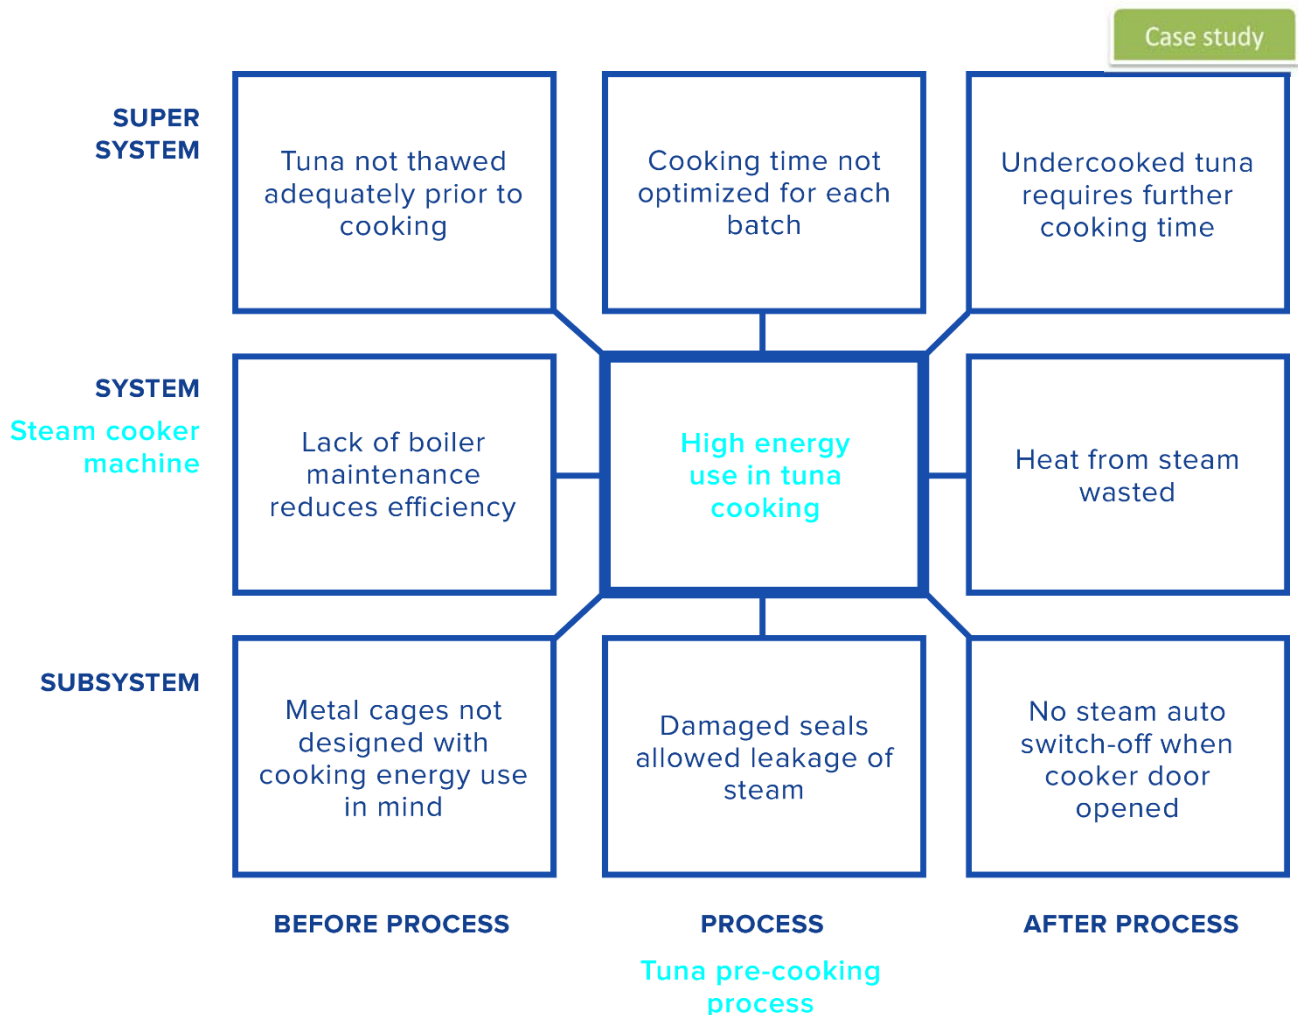 Case study
SUPER
SYSTEM
Tuna not thawed
adequately prior to
cooking
Cooking time not
optimized for each
batch
Undercooked tuna
requires further
cooking time
SYSTEM
Steam cooker
machine
Lack of boiler
maintenance
reduces efficiency
High energy
use in tuna
cooking
Heat from steam
wasted
SUBSYSTEM
Metal cages not
designed with
cooking energy use
in mind
Damaged seals
allowed leakage of
steam
No steam auto
switch-off when
cooker door
opened
BEFORE PROCESS
PROCESS
AFTER PROCESS
Tuna pre-cooking
process